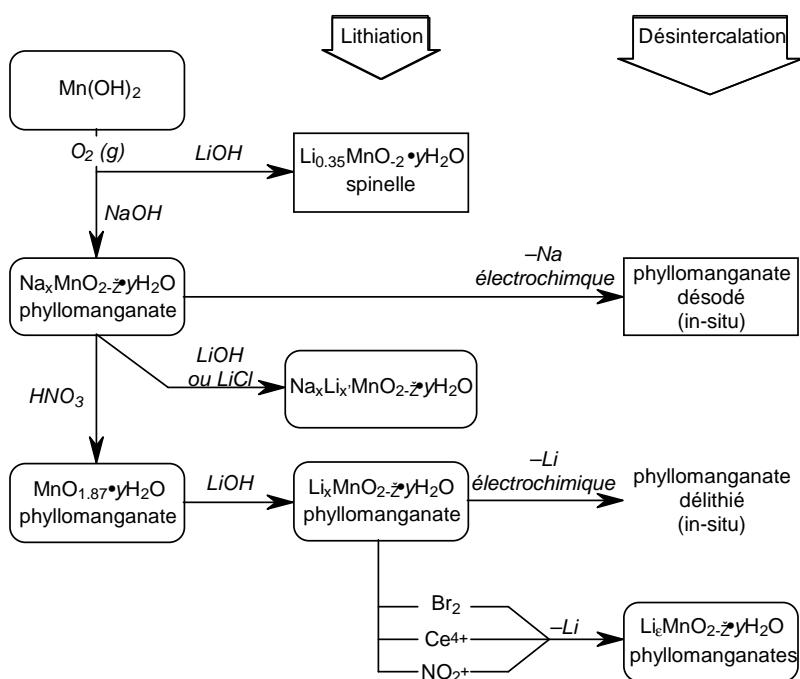 Lithiation
Désintercalation
Mn(OH)2
O2 (g)
LiOH
Li0.35MnO-2•yH2O
spinelle
NaOH
NaxMnO2-Ž•yH2O
phyllomanganate
–Na
électrochimque
phyllomanganate
désodé
(in-situ)
LiOH
ou LiCl
NaxLix'MnO2-Ž•yH2O
HNO3
MnO1.87•yH2O
phyllomanganate
LiOH
LixMnO2-Ž•yH2O
phyllomanganate
–Li
électrochimique
phyllomanganate
délithié
(in-situ)
Br2
Ce4+
NO2+
–Li
LiεMnO2-Ž•yH2O
phyllomanganates